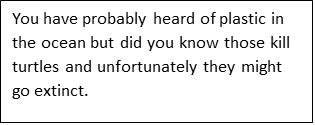 You have probably heard of plastic in
the ocean but did you know those kill
turtles and unfortunately they might
go extinct.